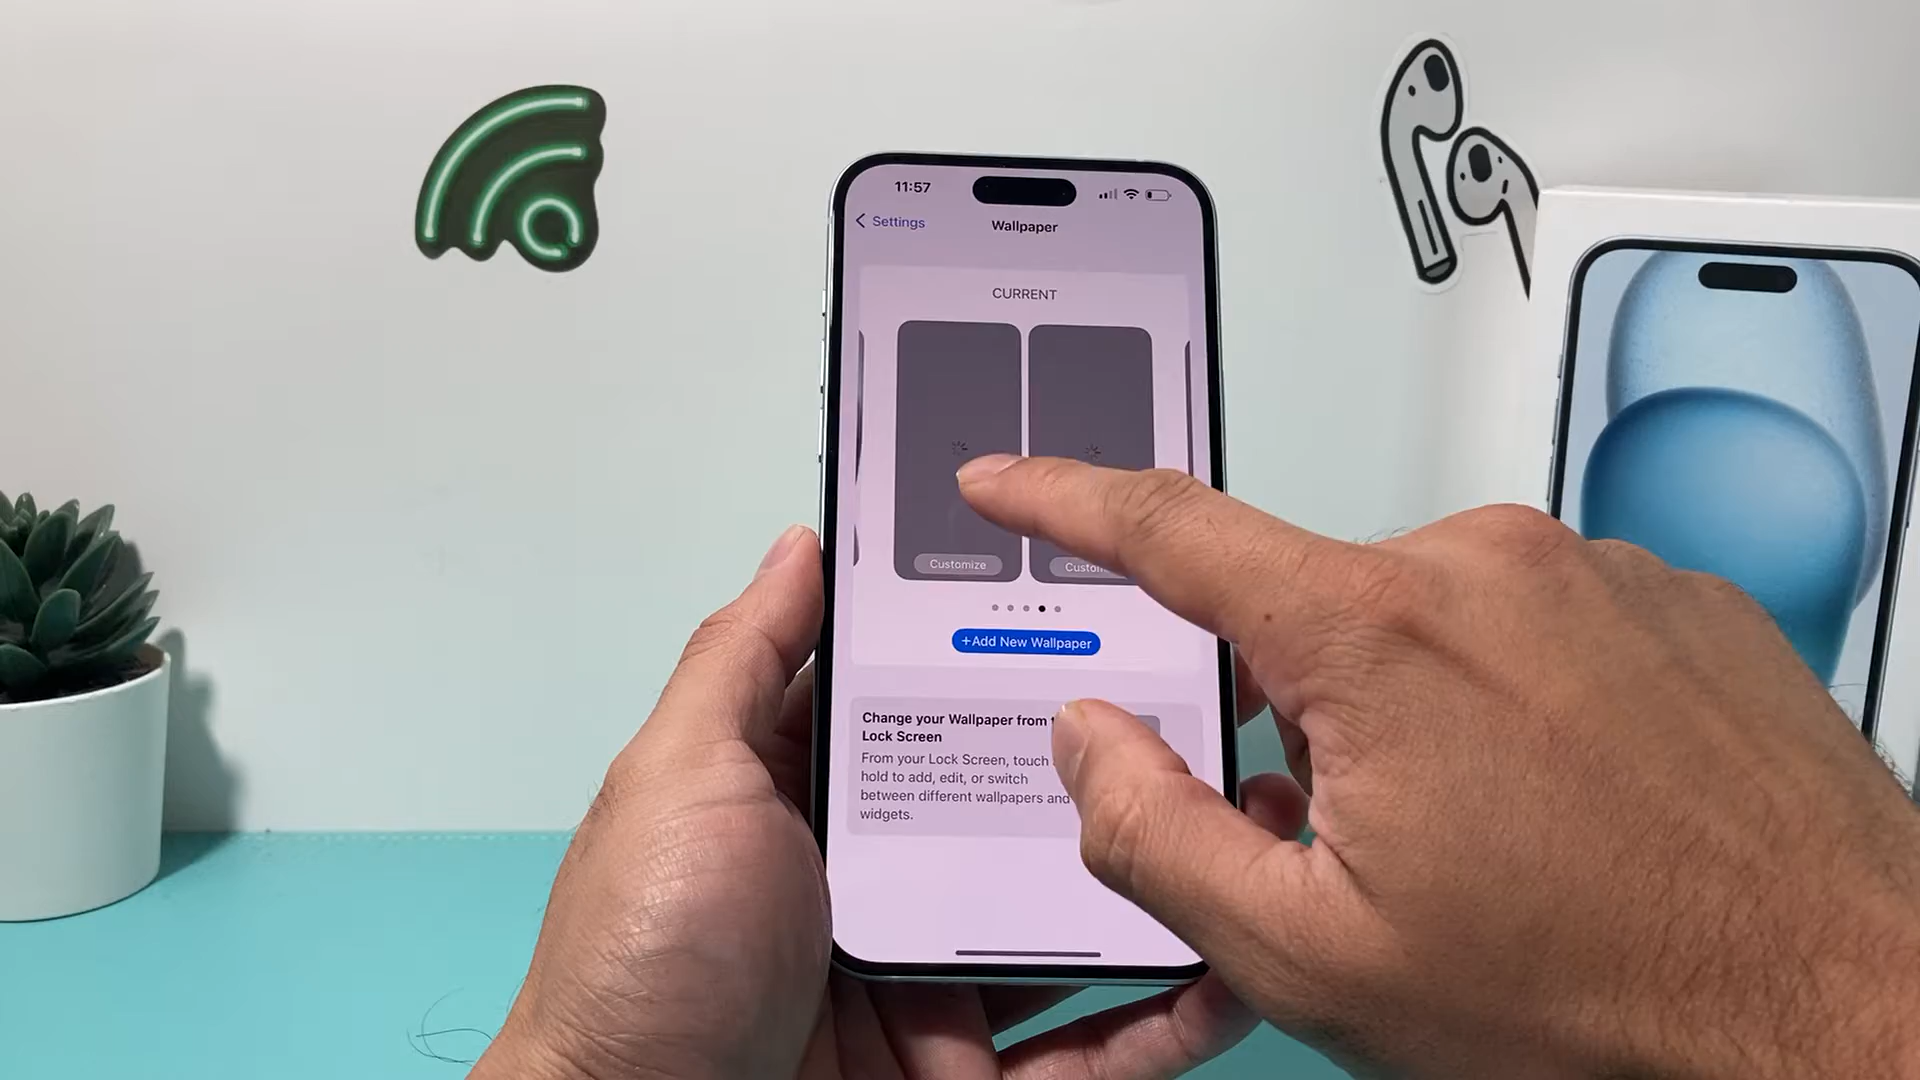 11:57
Settings
Wallpaper
CURRENT
Customize
+Add New Wallpaper
Change your Wallpaper from
Lock Screen
From your Lock Screen, touch
hold to add, edit, or switch
between different wallpapers and
widgets.